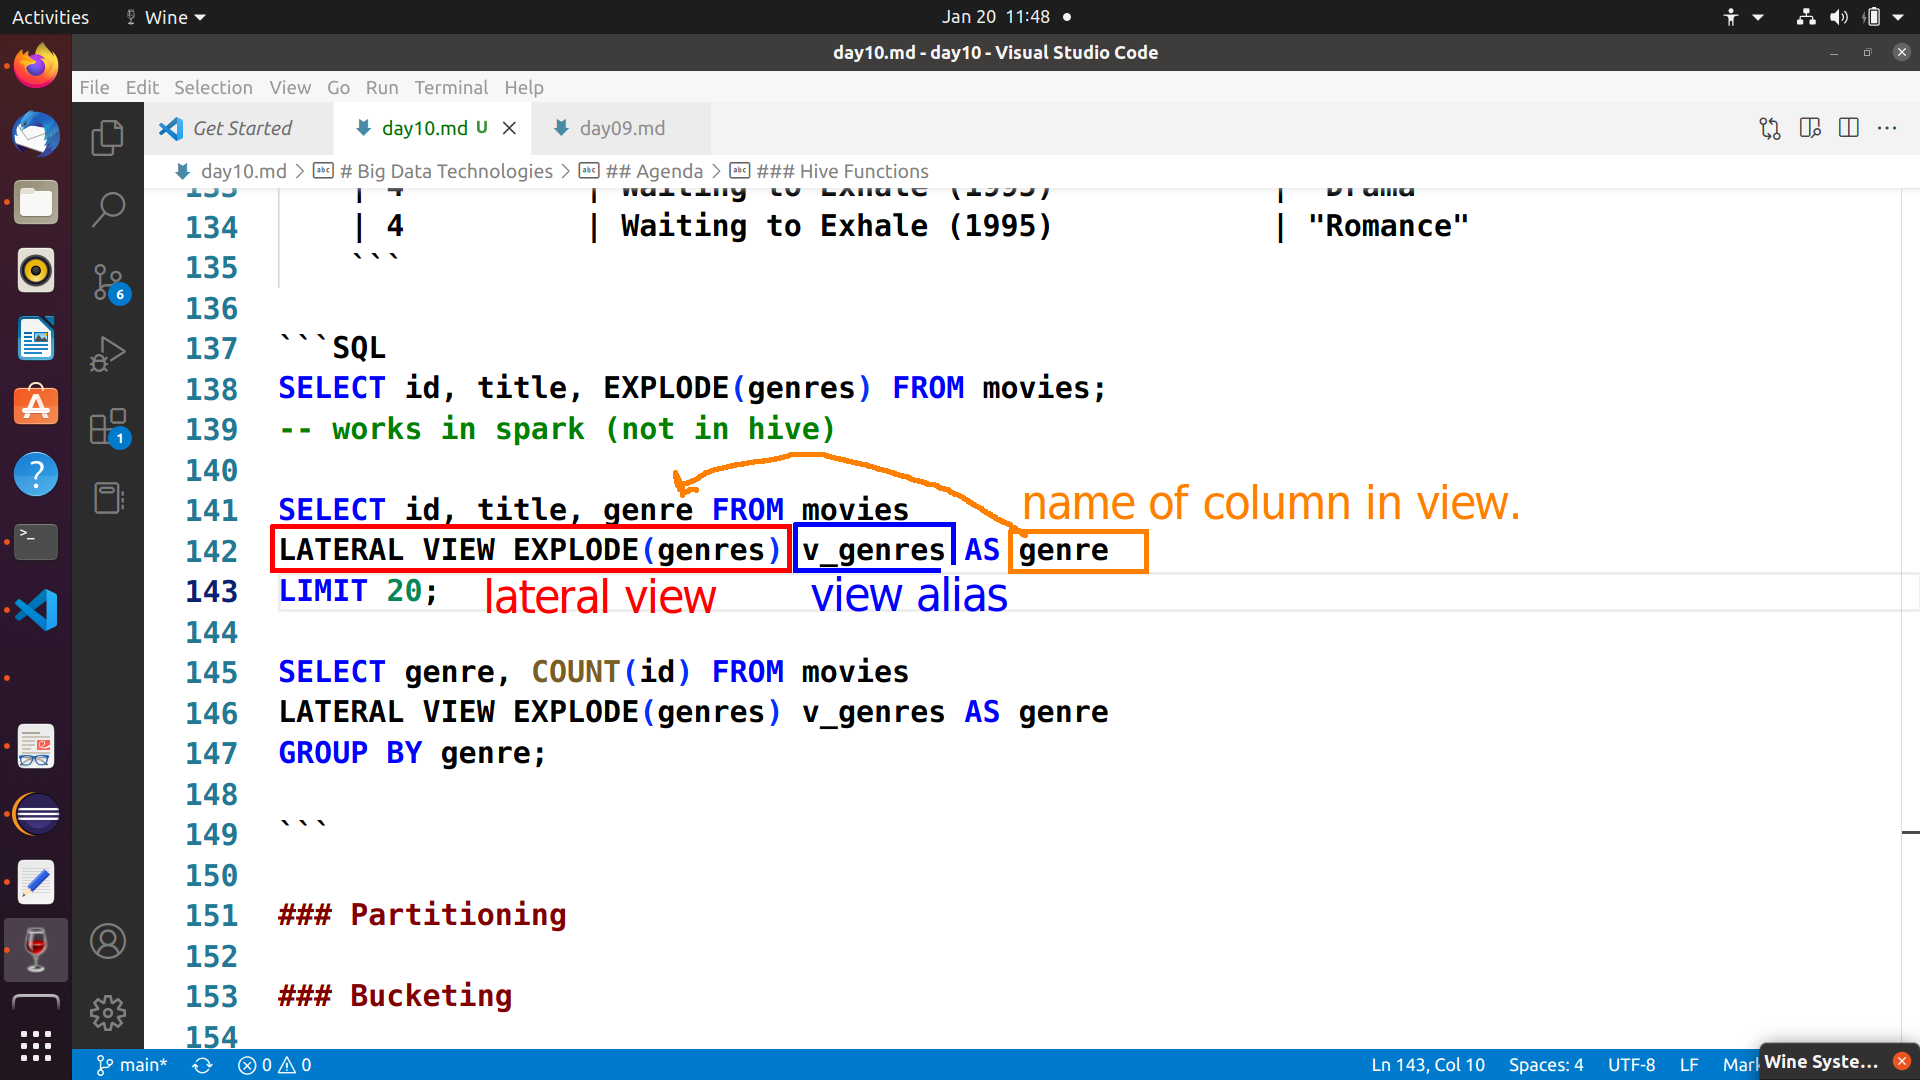 Activities Wine Jan 20 11:48
day10.md - day10 - Visual Studio Code
File Edit Selection View Go Run Terminal Help
Get Started day10.md U day09.md
day10.md > # Big Data Technologies > ## Agenda > ### Hive Functions
133 | 4 | Waiting to Exhale (1995) | "Drama"
134 | 4 | Waiting to Exhale (1995) | "Romance"
135 ```
136
137 ```SQL
138 SELECT id, title, EXPLODE(genres) FROM movies;
139 -- works in spark (not in hive)
140
name of column in view.
141 SELECT id, title, genre FROM movies
142 LATERAL VIEW EXPLODE(genres) v_genres AS genre
143 LIMIT 20;
lateral view view alias
144
145 SELECT genre, COUNT(id) FROM movies
146 LATERAL VIEW EXPLODE(genres) v_genres AS genre
147 GROUP BY genre;
148
149 ```
150
151 ### Partitioning
152
153 ### Bucketing
154
6
1
main* 0 0 Ln 143, Col 10 Spaces: 4 UTF-8 LF Mark
Wine Syste...